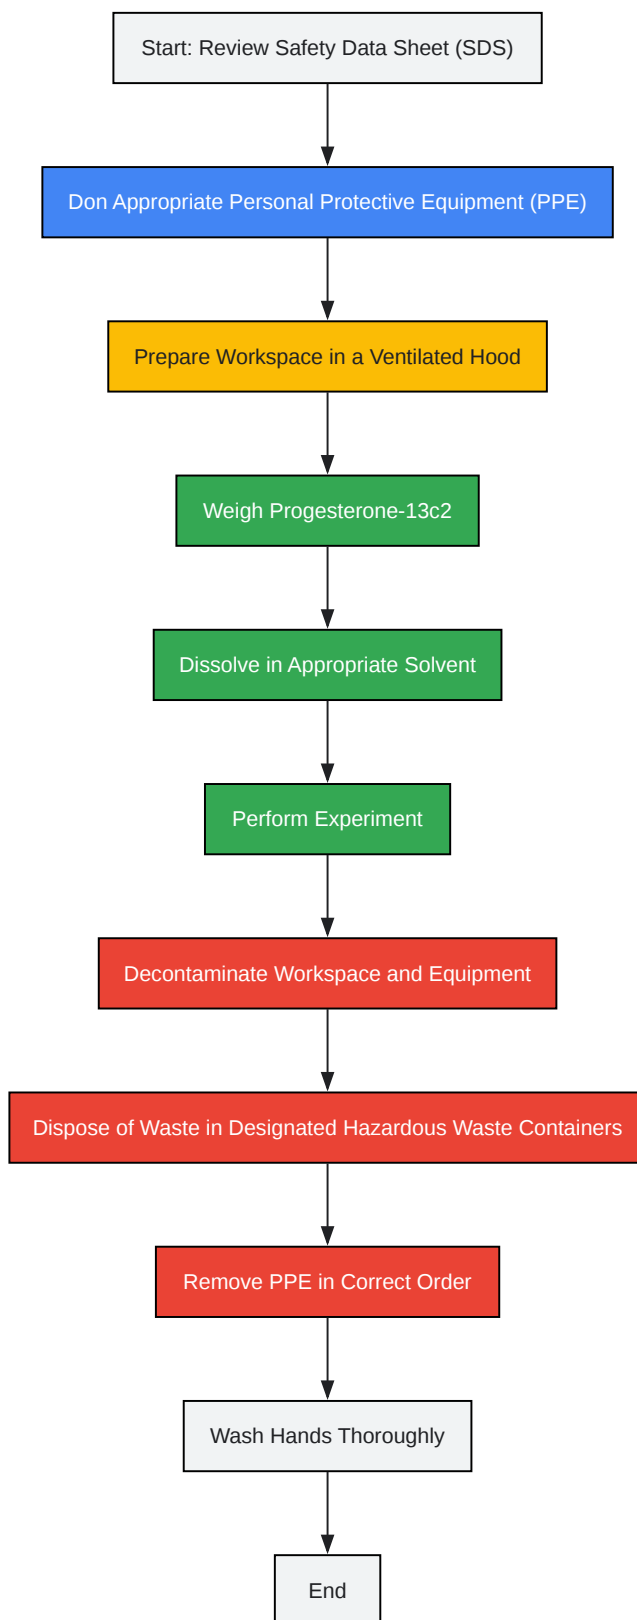 Start: Review Safety Data Sheet (SDS)
Don Appropriate Personal Protective Equipment (PPE)
Prepare Workspace in a Ventilated Hood
Weigh Progesterone-13c2
Dissolve in Appropriate Solvent
Perform Experiment
Decontaminate Workspace and Equipment
Dispose of Waste in Designated Hazardous Waste Containers
Remove PPE in Correct Order
Wash Hands Thoroughly
End